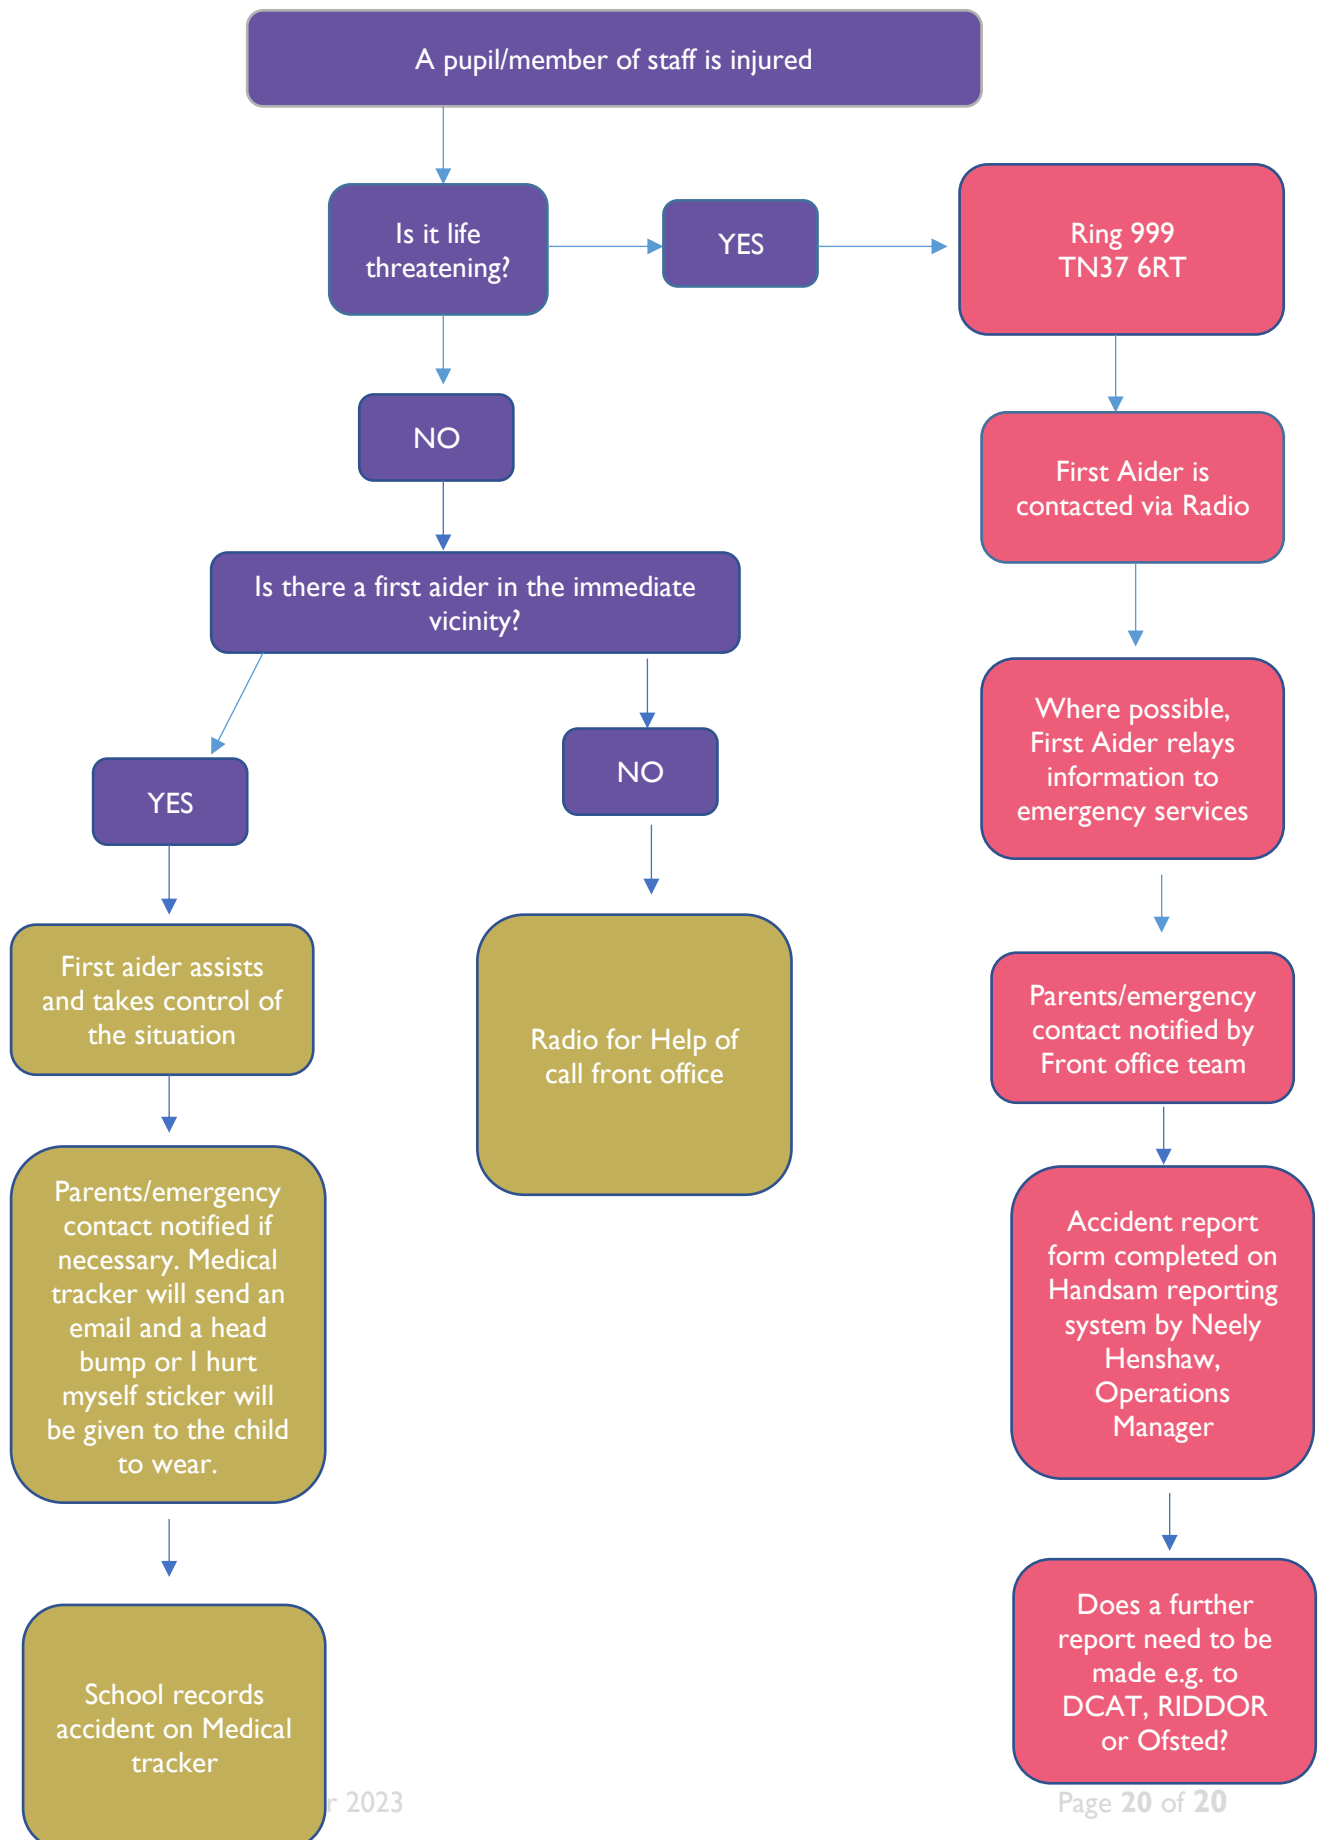 A pupil/member of staff is injured
Is it life
threatening?
YES
Ring 999
TN37 6RT
NO
First Aider is
contacted via Radio
Is there a first aider in the immediate
vicinity?
Where possible,
First Aider relays
information to
emergency services
YES
NO
First aider assists
and takes control of
the situation
Radio for Help of
call front office
Parents/emergency
contact notified by
Front office team
Parents/emergency
contact notified if
necessary. Medical
tracker will send an
email and a head
bump or I hurt
myself sticker will
be given to the child
to wear.
Accident report
form completed on
Handsam reporting
system by Neely
Henshaw,
Operations
Manager
School records
accident on Medical
tracker
Does a further
report need to be
made e.g. to
DCAT, RIDDOR
or Ofsted?
2023
Page 20 of 20